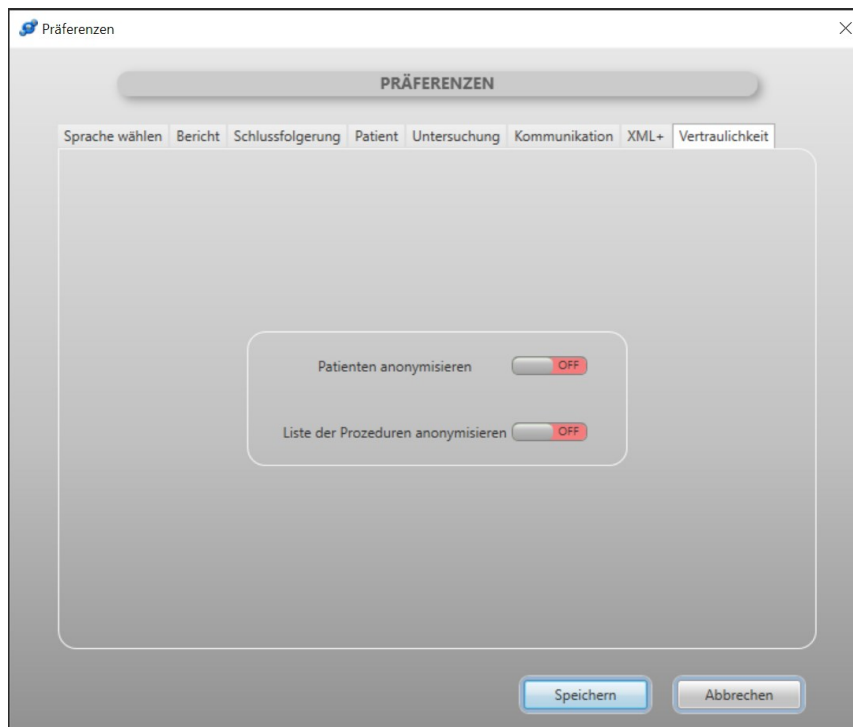 Präferenzen
PRÄFERENZEN
Sprache wählen Bericht Schlussfolgerung Patient Untersuchung Kommunikation XML+ Vertraulichkeit
Patienten anonymisieren OFF
Liste der Prozeduren anonymisieren OFF
Speichern Abbrechen